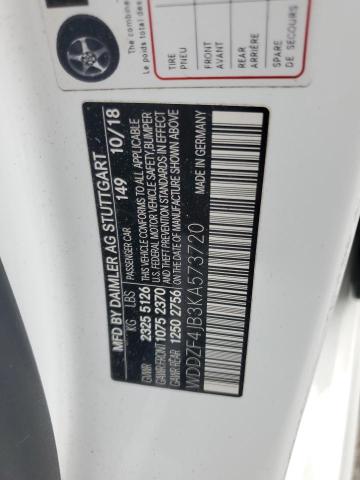 The combine
Le poids total des
TIRE
PNEU
FRONT
AVANT
REAR
ARRIÈRE
SPARE
DE SECOURS
MFD BY DAIMLER AG STUTTGART 10/18
PASSENGER CAR 149
KG LBS THIS VEHICLE CONFORMS TO ALL APPLICABLE
GVWR 2325 5126 U.S. FEDERAL MOTOR VEHICLE SAFETY, BUMPER
GAWR FRONT 1075 2370 AND THEFT PREVENTION STANDARDS IN EFFECT
GAWR REAR 1250 2756 ON THE DATE OF MANUFACTURE SHOWN ABOVE
MADE IN GERMANY
WDDZF4JB3KA573720